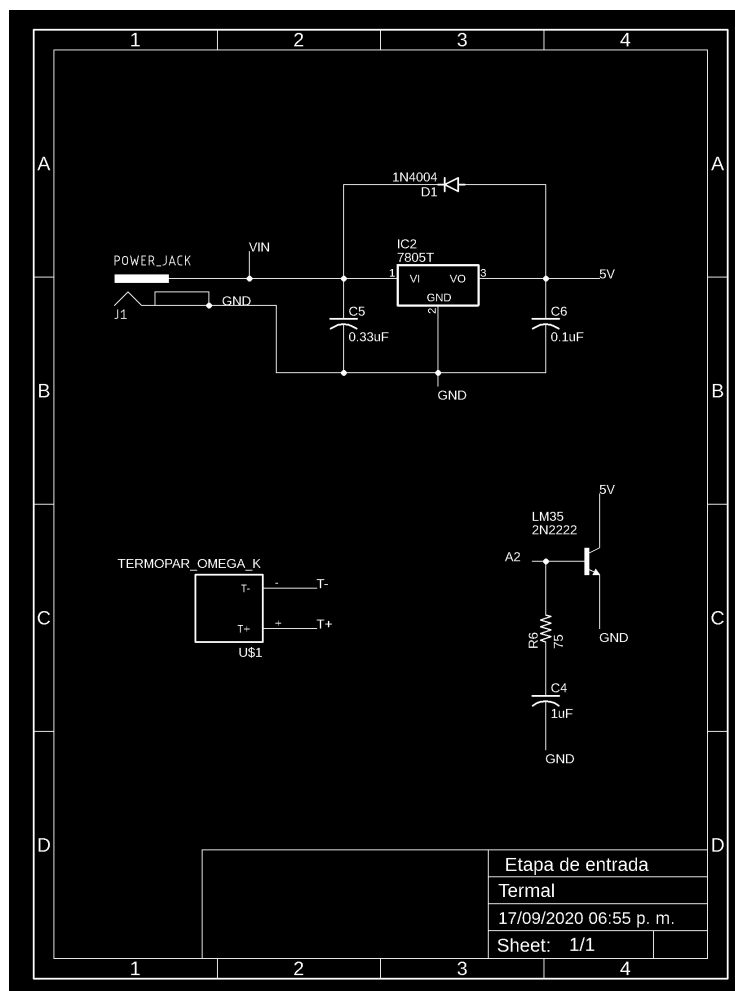 1 2 3 4
A A
1N4004
D1
IC2
7805T
VIN
POWER_JACK
1 VI VO 3
5V
GND
GND
J1
2
C5
C6
0.33uF
0.1uF
B B
GND
5V
LM35
2N2222
A2
TERMOPAR_OMEGA_K
T- - T-
T+ + T+
U$1
C C
R6
75
GND
C4
1uF
GND
D D
Etapa de entrada
Termal
17/09/2020 06:55 p. m.
Sheet: 1/1
1 2 3 4